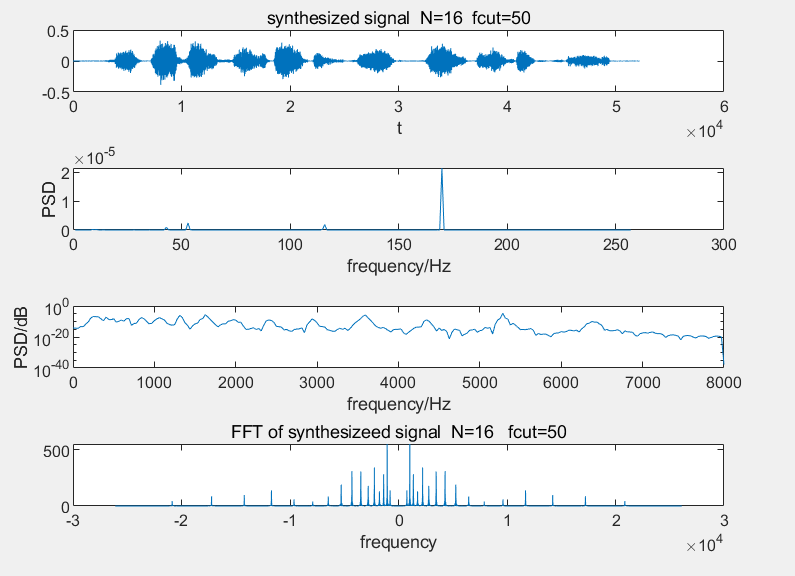 synthesized signal N=16 fcut=50
0.5
0
-0.5
0 1 2 3 4 5 6
t
×10^4
×10^-5
2
1
0
PSD
0 50 100 150 200 250 300
frequency/Hz
10^0
10^-20
10^-40
PSD/dB
0 1000 2000 3000 4000 5000 6000 7000 8000
frequency/Hz
FFT of synthesizeed signal N=16 fcut=50
500
0
-3 -2 -1 0 1 2 3
frequency
×10^4